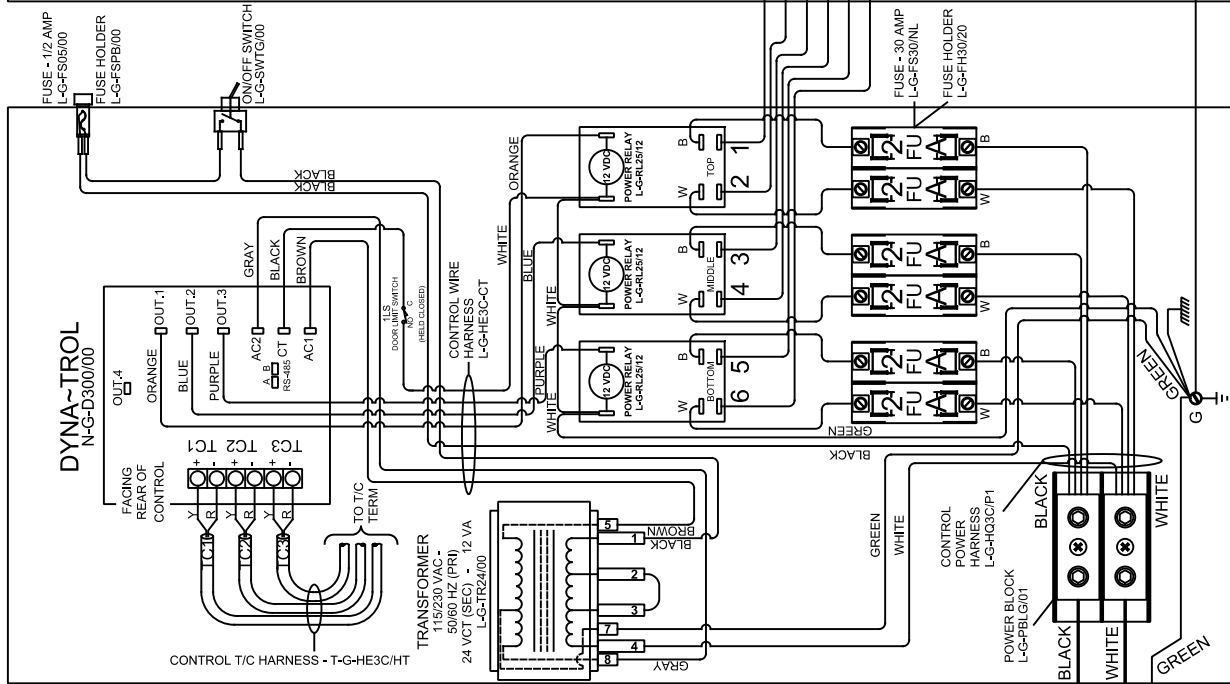 FUSE - 1/2 AMP
L-G-FS05/00
FUSE HOLDER
L-G-FSPB/00
ON/OFF SWITCH
L-G-SWTG/00
BLACK
BLACK
DYNA~TROL
N-G-D300/00
OUT.4
OUT.1
OUT.2
OUT.3
ORANGE
BLUE
PURPLE
A B
RS-485
AC2
CT
AC1
GRAY
BLACK
BROWN
TC1 TC2 TC3
+ - + - + -
FACING
REAR OF
CONTROL
Y R Y R Y R
C1
C2
C3
TO T/C
TERM
CONTROL T/C HARNESS - T-G-HE3C/HT
1LS
DOOR LIMIT SWITCH
NO C
(HELD CLOSED)
CONTROL WIRE
HARNESS
L-G-HE3C-CT
TRANSFORMER
115/230 VAC -
50/60 HZ (PRI)
24 VCT (SEC) - 12 VA
L-G-TR24/00
5
1
2
3
7
4
8
BROWN
BLACK
GRAY
ORANGE
WHITE
BLUE
WHITE
PURPLE
WHITE
12 VDC
POWER RELAY
L-G-RL25/12
B
W
TOP
1
2
12 VDC
POWER RELAY
L-G-RL25/12
B
W
MIDDLE
3
4
12 VDC
POWER RELAY
L-G-RL25/12
B
W
BOTTOM
5
6
FUSE - 30 AMP
L-G-FS30/NL
FUSE HOLDER
L-G-FH30/20
2 FU A
2 FU A
B
W
2 FU A
2 FU A
B
W
2 FU A
2 FU A
B
W
GREEN
BLACK
GREEN
WHITE
GREEN
G
CONTROL
POWER
HARNESS
L-G-HQ3C/P1
BLACK
WHITE
POWER BLOCK
L-G-PBLG/01
BLACK
WHITE
GREEN